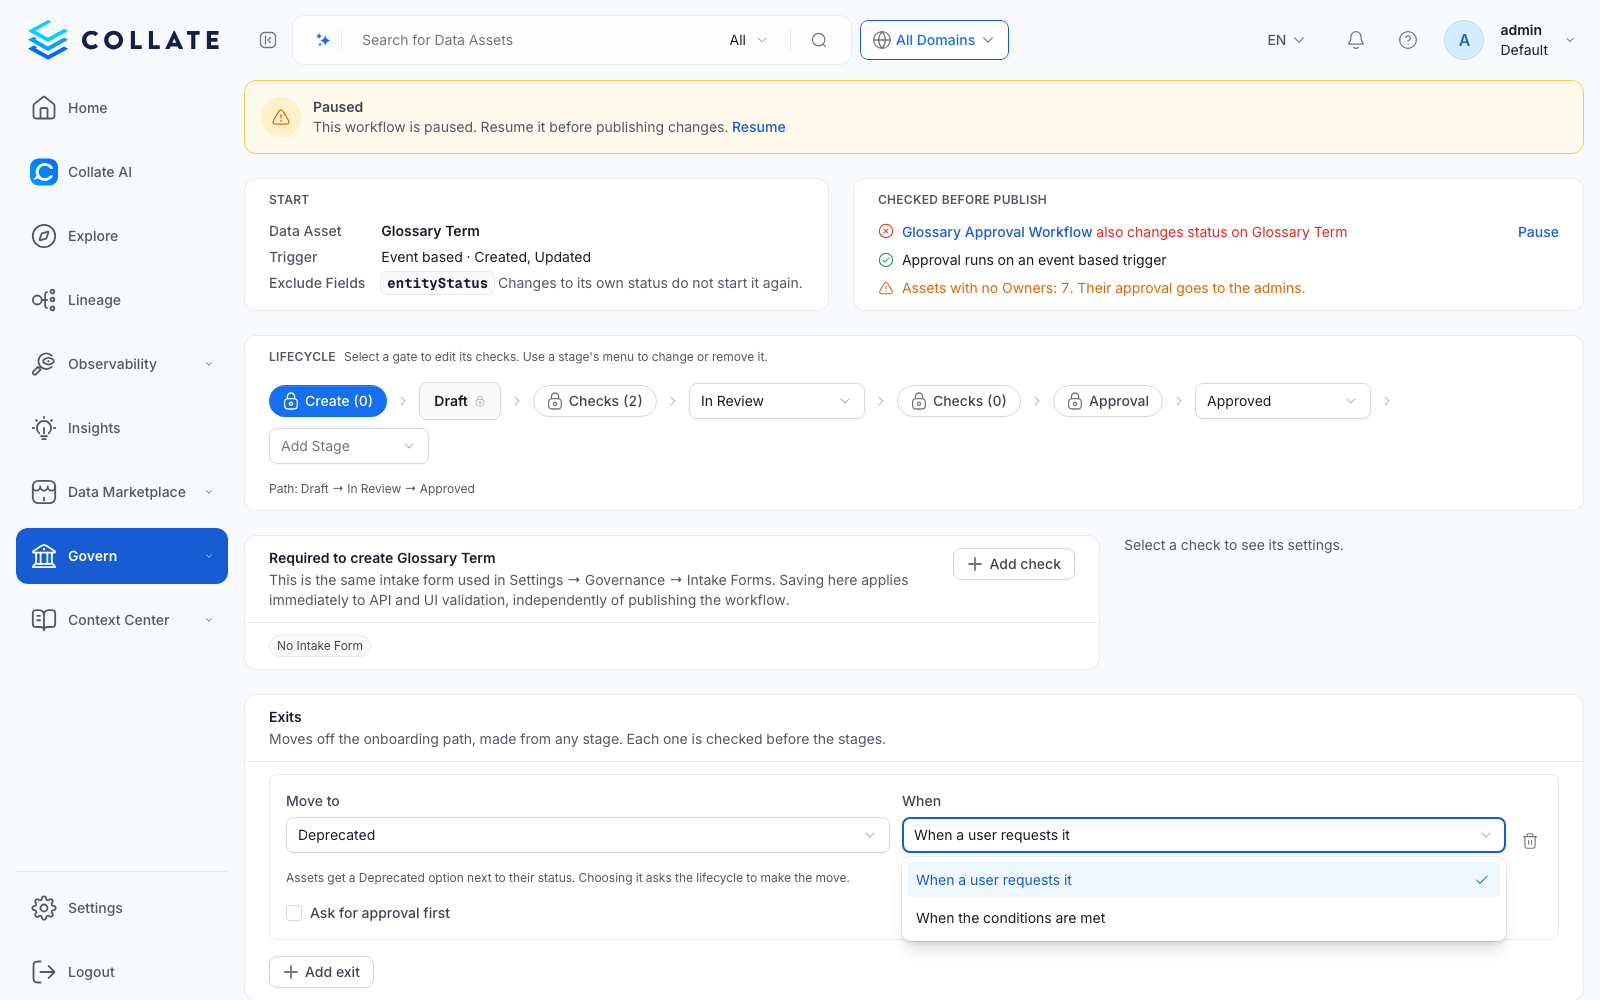 COLLATE
Search for Data Assets
All
All Domains
EN
A
admin
Default
Home
Collate AI
Explore
Lineage
Observability
Insights
Data Marketplace
Govern
Context Center
Settings
Logout
Paused
This workflow is paused. Resume it before publishing changes. Resume
START
Data Asset Glossary Term
Trigger Event based · Created, Updated
Exclude Fields entityStatus Changes to its own status do not start it again.
CHECKED BEFORE PUBLISH
Glossary Approval Workflow also changes status on Glossary Term Pause
Approval runs on an event based trigger
Assets with no Owners: 7. Their approval goes to the admins.
LIFECYCLE Select a gate to edit its checks. Use a stage's menu to change or remove it.
Create (0) Draft Checks (2) In Review Checks (0) Approval Approved
Add Stage
Path: Draft → In Review → Approved
Required to create Glossary Term
This is the same intake form used in Settings → Governance → Intake Forms. Saving here applies
immediately to API and UI validation, independently of publishing the workflow.
Add check
No Intake Form
Select a check to see its settings.
Exits
Moves off the onboarding path, made from any stage. Each one is checked before the stages.
Move to
Deprecated
When
When a user requests it
When a user requests it
When the conditions are met
Assets get a Deprecated option next to their status. Choosing it asks the lifecycle to make the move.
Ask for approval first
Add exit